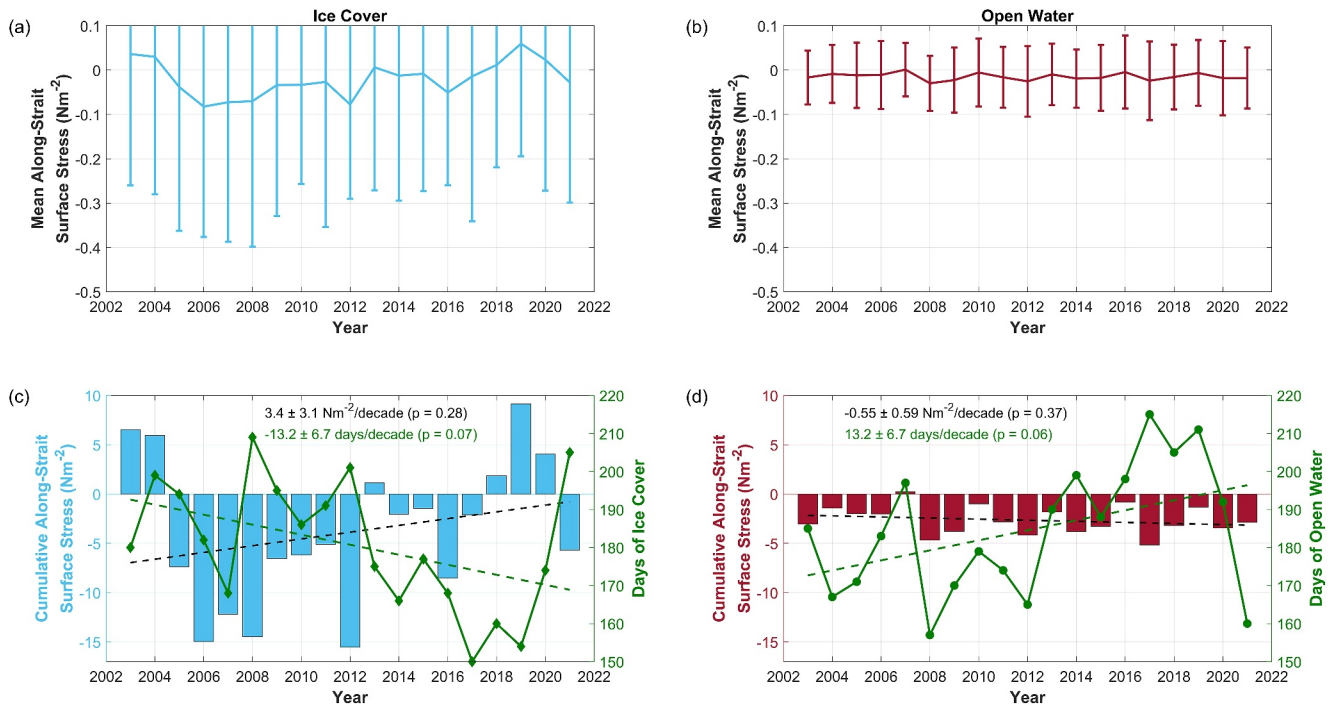 (a)
Ice Cover
0.1
0
-0.1
-0.2
-0.3
-0.4
-0.5
Mean Along-Strait
Surface Stress (Nm-2)
2002 2004 2006 2008 2010 2012 2014 2016 2018 2020 2022
Year
(b)
Open Water
0.1
0
-0.1
-0.2
-0.3
-0.4
-0.5
Mean Along-Strait
Surface Stress (Nm-2)
2002 2004 2006 2008 2010 2012 2014 2016 2018 2020 2022
Year
(c)
10
5
0
-5
-10
-15
Cumulative Along-Strait
Surface Stress (Nm-2)
3.4 ± 3.1 Nm-2/decade (p = 0.28)
-13.2 ± 6.7 days/decade (p = 0.07)
220
210
200
190
180
170
160
150
Days of Ice Cover
2002 2004 2006 2008 2010 2012 2014 2016 2018 2020 2022
Year
(d)
10
5
0
-5
-10
-15
Cumulative Along-Strait
Surface Stress (Nm-2)
-0.55 ± 0.59 Nm-2/decade (p = 0.37)
13.2 ± 6.7 days/decade (p = 0.06)
220
210
200
190
180
170
160
150
Days of Open Water
2002 2004 2006 2008 2010 2012 2014 2016 2018 2020 2022
Year